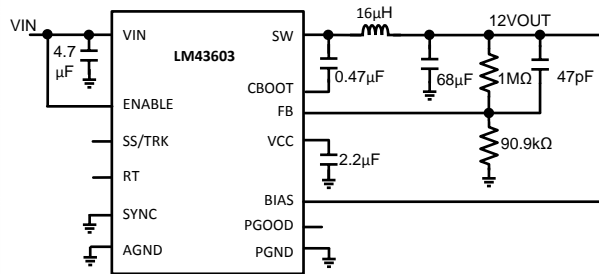 VIN
4.7
µF
VIN
LM43603
SW
16µH
12VOUT
0.47µF
CBOOT
68µF
1MΩ
47pF
ENABLE
FB
SS/TRK
VCC
2.2µF
90.9kΩ
RT
BIAS
SYNC
PGOOD
AGND
PGND